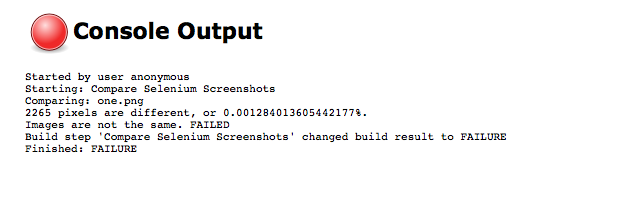 Console Output
Started by user anonymous
Starting: Compare Selenium Screenshots
Comparing: one.png
2265 pixels are different, or 0.001284013605442177%.
Images are not the same. FAILED
Build step 'Compare Selenium Screenshots' changed build result to FAILURE
Finished: FAILURE